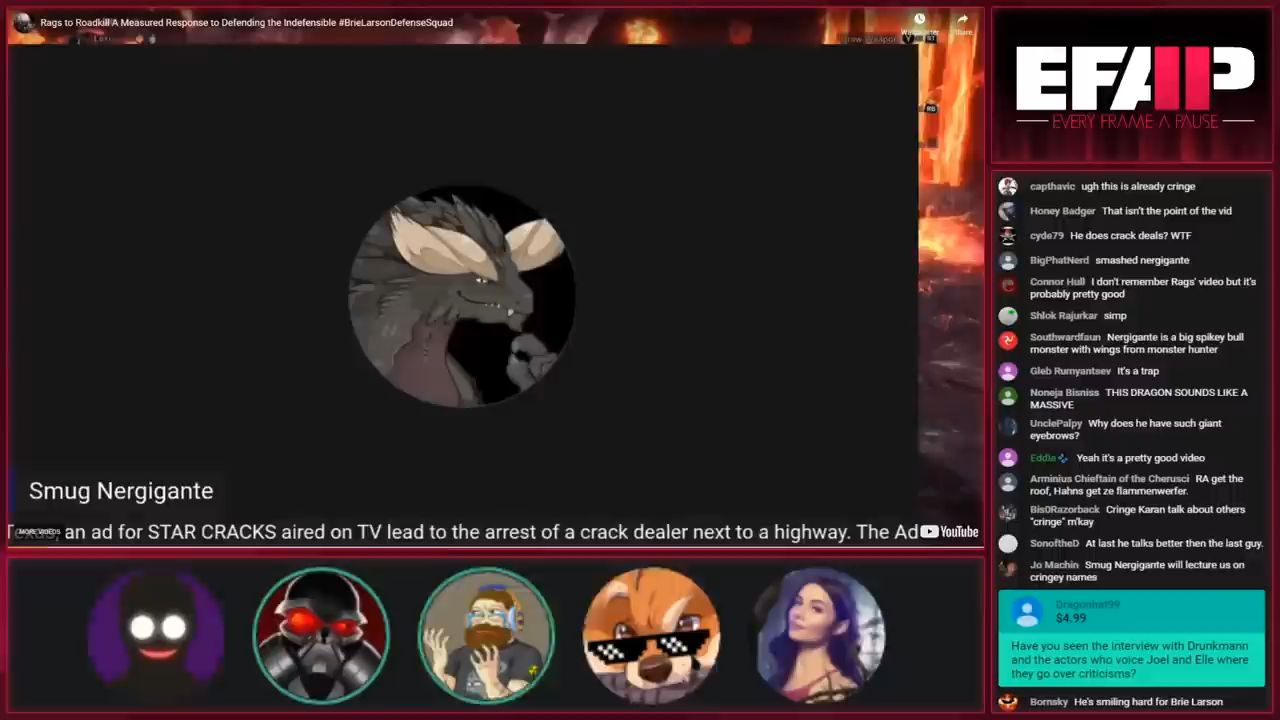 Rags to Roadkill A Measured Response to Defending the Indefensible #BrieLarsonDefenseSquad
Share
RB
Smug Nergigante
MORE VIDEOS
an ad for STAR CRACKS aired on TV lead to the arrest of a crack dealer next to a highway. The Ad
YouTube
EFAP
EVERY FRAME A PAUSE
capthavic ugh this is already cringe
Honey Badger That isn't the point of the vid
cyde79 He does crack deals? WTF
BigPhatNerd smashed nergigante
Connor Hull I don't remember Rags' video but it's
probably pretty good
Shlok Rajurkar simp
Southwardfaun Nergigante is a big spikey bull
monster with wings from monster hunter
Gleb Rumyantsev It's a trap
Noneja Bisniss THIS DRAGON SOUNDS LIKE A
MASSIVE
UnclePalpy Why does he have such giant
eyebrows?
Eddia Yeah it's a pretty good video
Arminius Chieftain of the Cherusci RA get the
roof, Hahns get ze flammenwerfer.
Bis0Razorback Cringe Karan talk about others
"cringe" m'kay
SonoftheD At last he talks better then the last guy.
Jo Machin Smug Nergigante will lecture us on
cringey names
Dragonhat99
$4.99
Have you seen the interview with Drunkmann
and the actors who voice Joel and Elle where
they go over criticisms?
Bornsky He's smiling hard for Brie Larson